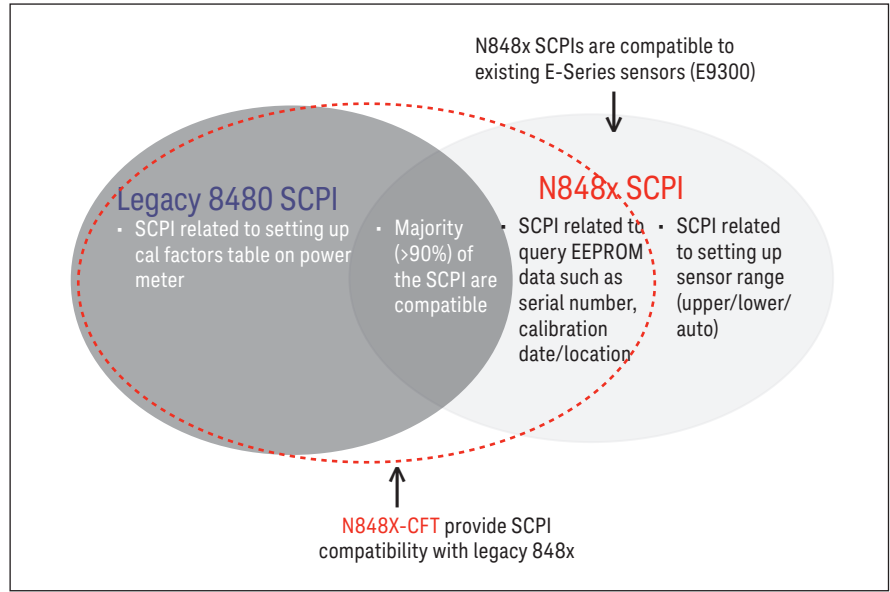 N848x SCPIs are compatible to
existing E-Series sensors (E9300)
Legacy 8480 SCPI
• SCPI related to setting up
cal factors table on power
meter
• Majority
(>90%) of
the SCPI are
compatible
N848x SCPI
• SCPI related to
query EEPROM
data such as
serial number,
calibration
date/location
• SCPI related
to setting up
sensor range
(upper/lower/
auto)
N848X-CFT provide SCPI
compatibility with legacy 848x